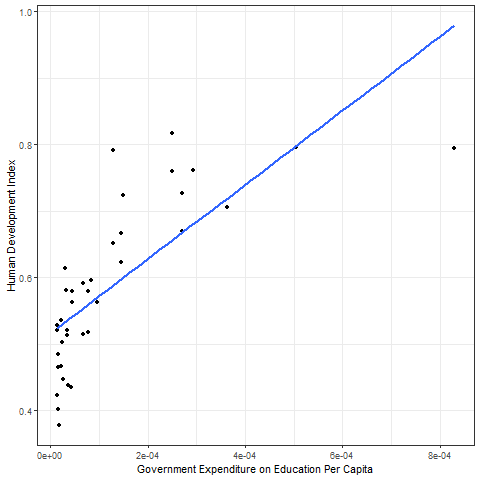 1.0
0.8
0.6
0.4
Human Development Index
0e+00 2e-04 4e-04 6e-04 8e-04
Government Expenditure on Education Per Capita